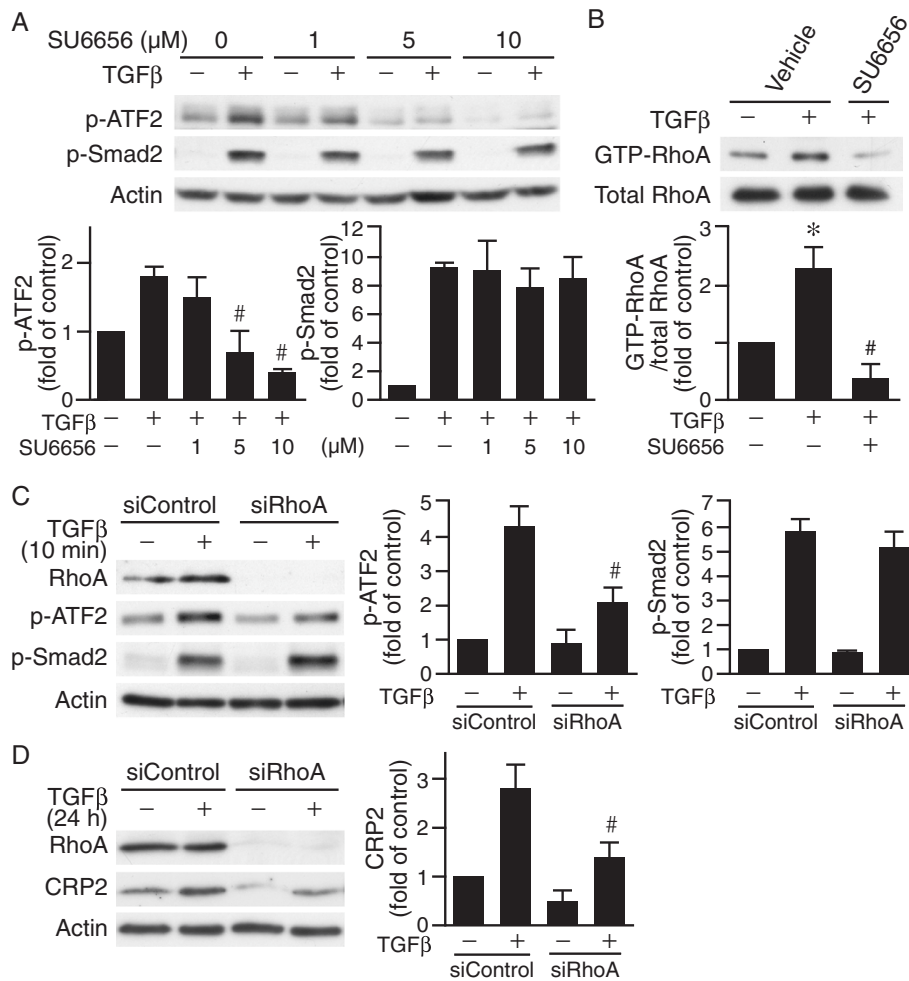 A
SU6656 (μM) 0 1 5 10
TGFβ − + − + − + − +
p-ATF2
p-Smad2
Actin
p-ATF2
(fold of control)
2
1
0
TGFβ − + + + +
SU6656 − − 1 5 10 (μM)
# #
p-Smad2
(fold of control)
12
10
8
6
4
2
0
− + + + +
− − 1 5 10
B
Vehicle SU6656
TGFβ − + +
GTP-RhoA
Total RhoA
GTP-RhoA
/total RhoA
(fold of control)
3
2
1
0
* #
TGFβ − + +
SU6656 − − +
C
siControl siRhoA
TGFβ
(10 min) − + − +
RhoA
p-ATF2
p-Smad2
Actin
p-ATF2
(fold of control)
5
4
2
1
0
#
TGFβ − + − +
siControl siRhoA
p-Smad2
(fold of control)
7
6
5
4
3
2
1
0
TGFβ − + − +
siControl siRhoA
D
siControl siRhoA
TGFβ
(24 h) − + − +
RhoA
CRP2
Actin
CRP2
(fold of control)
3
2
1
0
#
TGFβ − + − +
siControl siRhoA